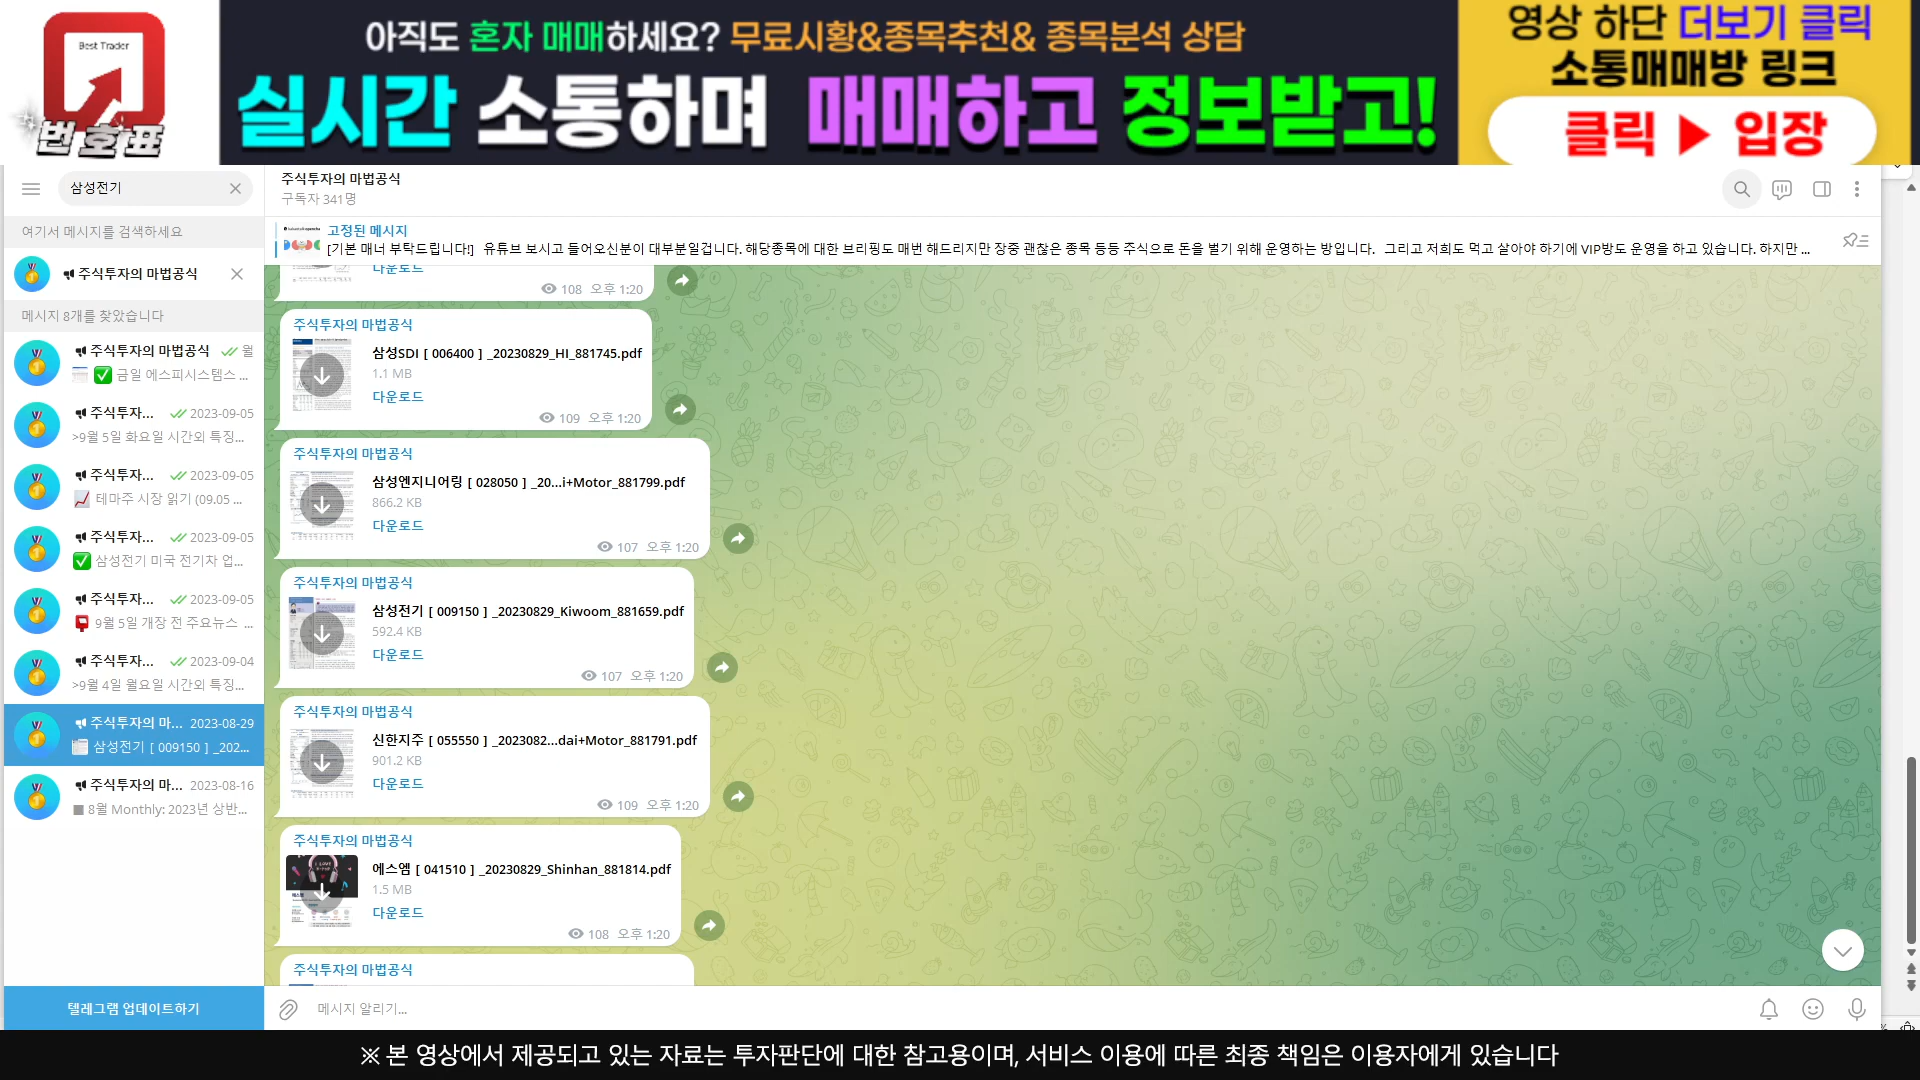 Best Trader
번호표
아직도 혼자 매매하세요? 무료시황&종목추천& 종목분석 상담
실시간 소통하며 매매하고 정보받고!
영상 하단 더보기 클릭
소통매매방 링크
클릭 ▶ 입장
삼성전기
여기서 메시지를 검색하세요
주식투자의 마법공식
메시지 8개를 찾았습니다
주식투자의 마법공식 월
금일 에스피시스템스 ...
주식투자... 2023-09-05
>9월 5일 화요일 시간외 특징...
주식투자... 2023-09-05
테마주 시장 읽기 (09.05 ...
주식투자... 2023-09-05
삼성전기 미국 전기차 업...
주식투자... 2023-09-05
9월 5일 개장 전 주요뉴스 ...
주식투자... 2023-09-04
>9월 4일 월요일 시간외 특징...
주식투자의 마... 2023-08-29
삼성전기 [ 009150 ] _202...
주식투자의 마... 2023-08-16
8월 Monthly: 2023년 상반...
텔레그램 업데이트하기
주식투자의 마법공식
구독자 341명
고정된 메시지
[기본 매너 부탁드립니다!] 유튜브 보시고 들어오신분이 대부분일겁니다. 해당종목에 대한 브리핑도 매번 해드리지만 장중 괜찮은 종목 등등 주식으로 돈을 벌기 위해 운영하는 방입니다. 그리고 저희도 먹고 살아야 하기에 VIP방도 운영을 하고 있습니다. 하지만 ...
다운로드
108 오후 1:20
주식투자의 마법공식
삼성SDI [ 006400 ] _20230829_HI_881745.pdf
1.1 MB
다운로드
109 오후 1:20
주식투자의 마법공식
삼성엔지니어링 [ 028050 ] _20...i+Motor_881799.pdf
866.2 KB
다운로드
107 오후 1:20
주식투자의 마법공식
삼성전기 [ 009150 ] _20230829_Kiwoom_881659.pdf
592.4 KB
다운로드
107 오후 1:20
주식투자의 마법공식
신한지주 [ 055550 ] _2023082...dai+Motor_881791.pdf
901.2 KB
다운로드
109 오후 1:20
주식투자의 마법공식
에스엠 [ 041510 ] _20230829_Shinhan_881814.pdf
1.5 MB
다운로드
108 오후 1:20
주식투자의 마법공식
메시지 알리기...
※ 본 영상에서 제공되고 있는 자료는 투자판단에 대한 참고용이며, 서비스 이용에 따른 최종 책임은 이용자에게 있습니다